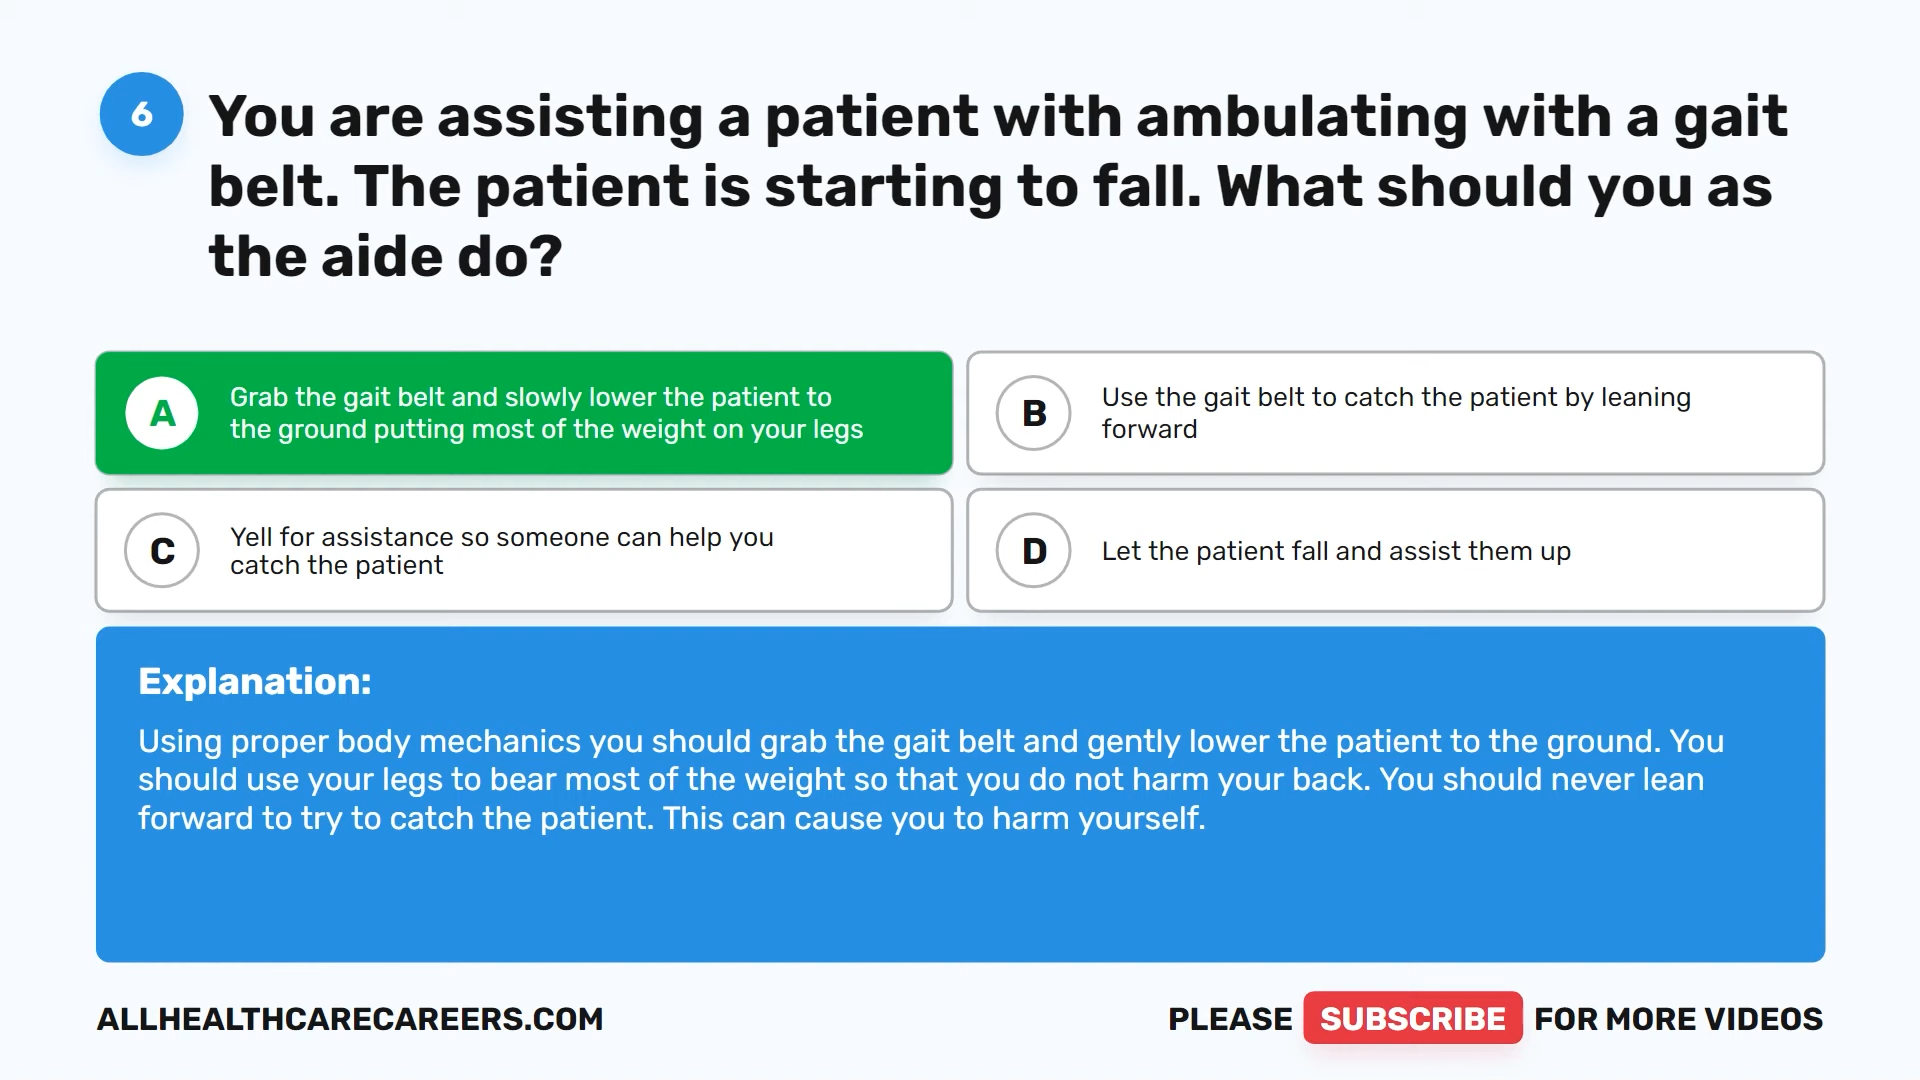 6
You are assisting a patient with ambulating with a gait
belt. The patient is starting to fall. What should you as
the aide do?
A
Grab the gait belt and slowly lower the patient to
the ground putting most of the weight on your legs
B
Use the gait belt to catch the patient by leaning
forward
C
Yell for assistance so someone can help you
catch the patient
D
Let the patient fall and assist them up
Explanation:
Using proper body mechanics you should grab the gait belt and gently lower the patient to the ground. You
should use your legs to bear most of the weight so that you do not harm your back. You should never lean
forward to try to catch the patient. This can cause you to harm yourself.
ALLHEALTHCARECAREERS.COM
PLEASE SUBSCRIBE FOR MORE VIDEOS